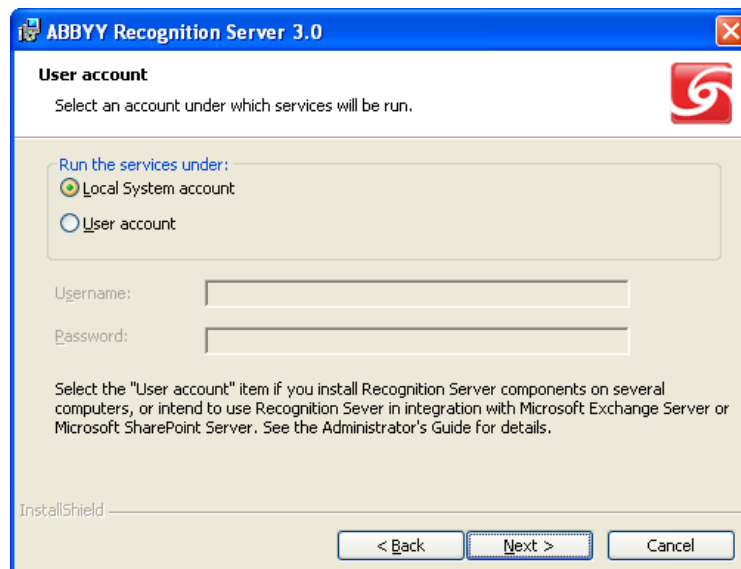 ABBYY Recognition Server 3.0
User account
Select an account under which services will be run.
Run the services under:
Local System account
User account
Username:
Password:
Select the "User account" item if you install Recognition Server components on several
computers, or intend to use Recognition Sever in integration with Microsoft Exchange Server or
Microsoft SharePoint Server. See the Administrator's Guide for details.
InstallShield
< Back
Next >
Cancel